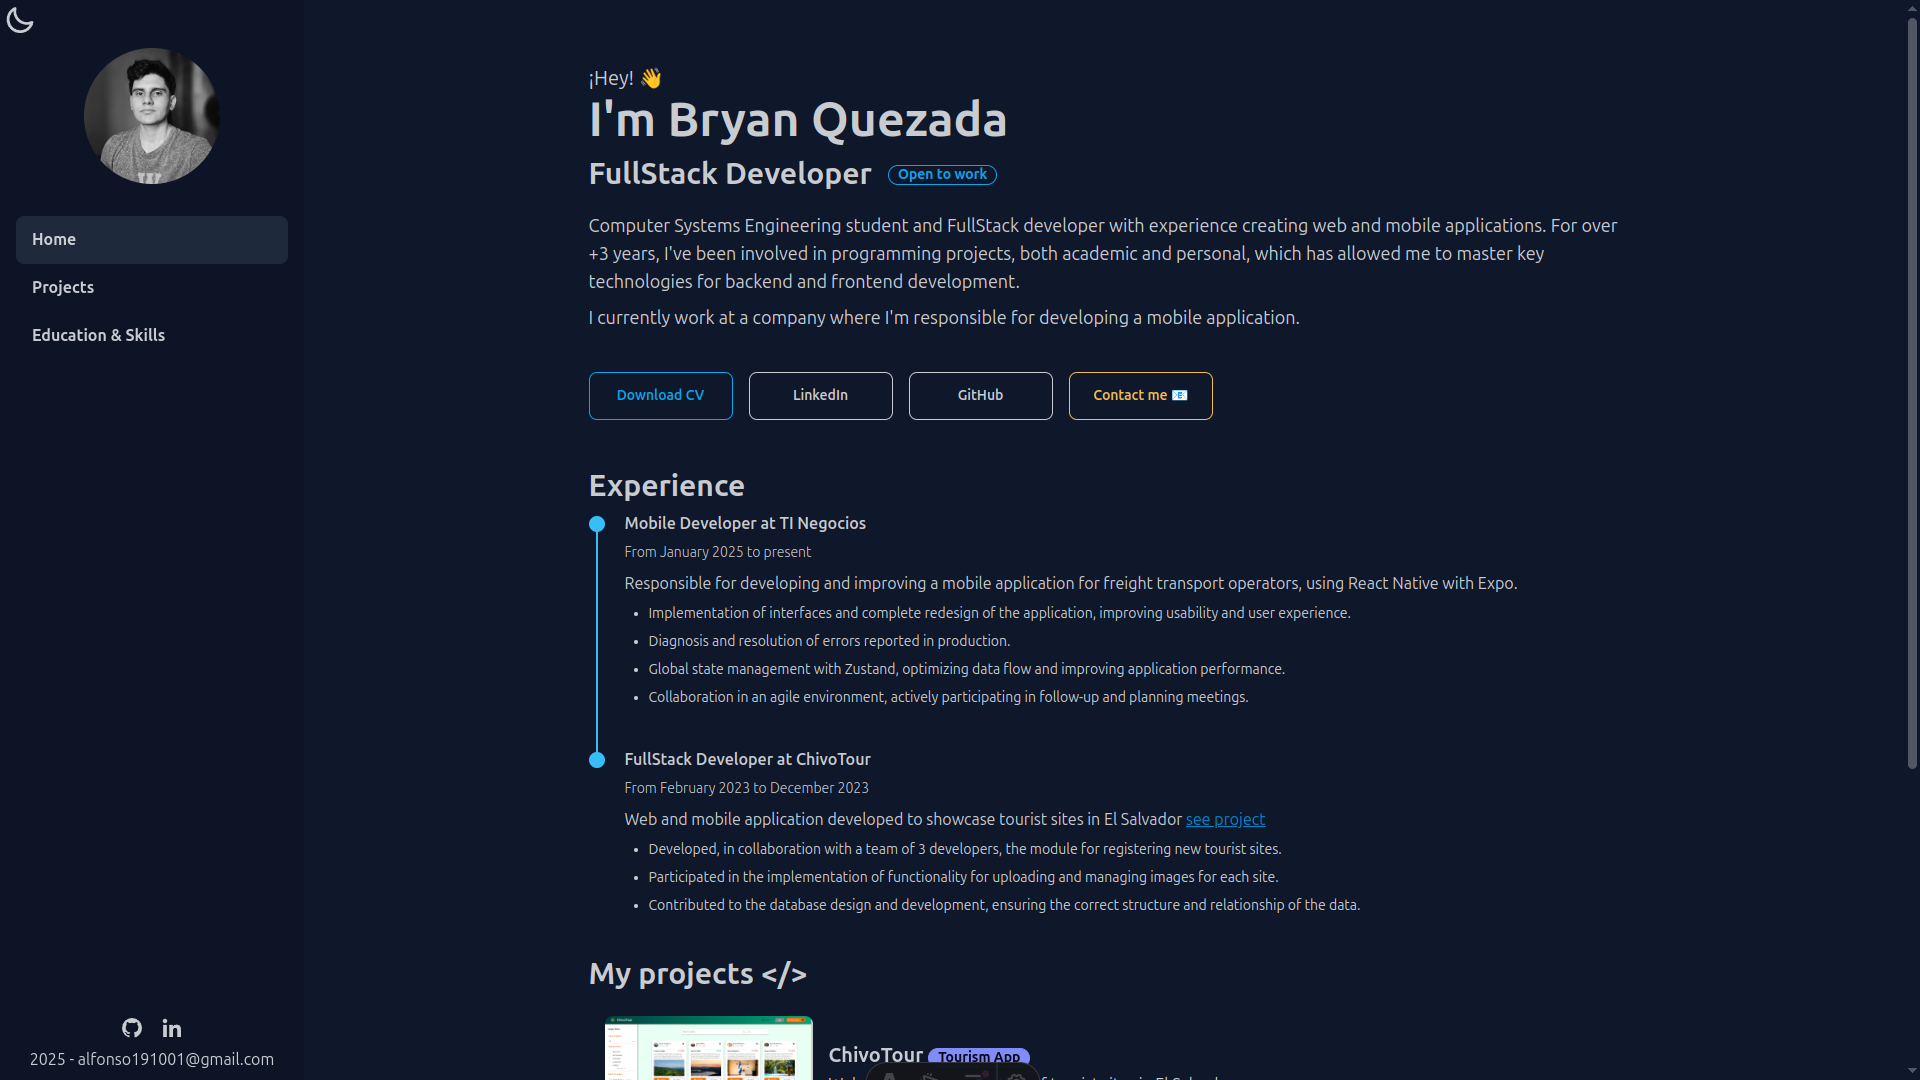 Home
Projects
Education & Skills
2025 - alfonso191001@gmail.com
¡Hey! 👋
I'm Bryan Quezada
FullStack Developer Open to work
Computer Systems Engineering student and FullStack developer with experience creating web and mobile applications. For over
+3 years, I've been involved in programming projects, both academic and personal, which has allowed me to master key
technologies for backend and frontend development.
I currently work at a company where I'm responsible for developing a mobile application.
Download CV LinkedIn GitHub Contact me 📧
Experience
Mobile Developer at TI Negocios
From January 2025 to present
Responsible for developing and improving a mobile application for freight transport operators, using React Native with Expo.
• Implementation of interfaces and complete redesign of the application, improving usability and user experience.
• Diagnosis and resolution of errors reported in production.
• Global state management with Zustand, optimizing data flow and improving application performance.
• Collaboration in an agile environment, actively participating in follow-up and planning meetings.
FullStack Developer at ChivoTour
From February 2023 to December 2023
Web and mobile application developed to showcase tourist sites in El Salvador see project
• Developed, in collaboration with a team of 3 developers, the module for registering new tourist sites.
• Participated in the implementation of functionality for uploading and managing images for each site.
• Contributed to the database design and development, ensuring the correct structure and relationship of the data.
My projects </>
ChivoTour Tourism App